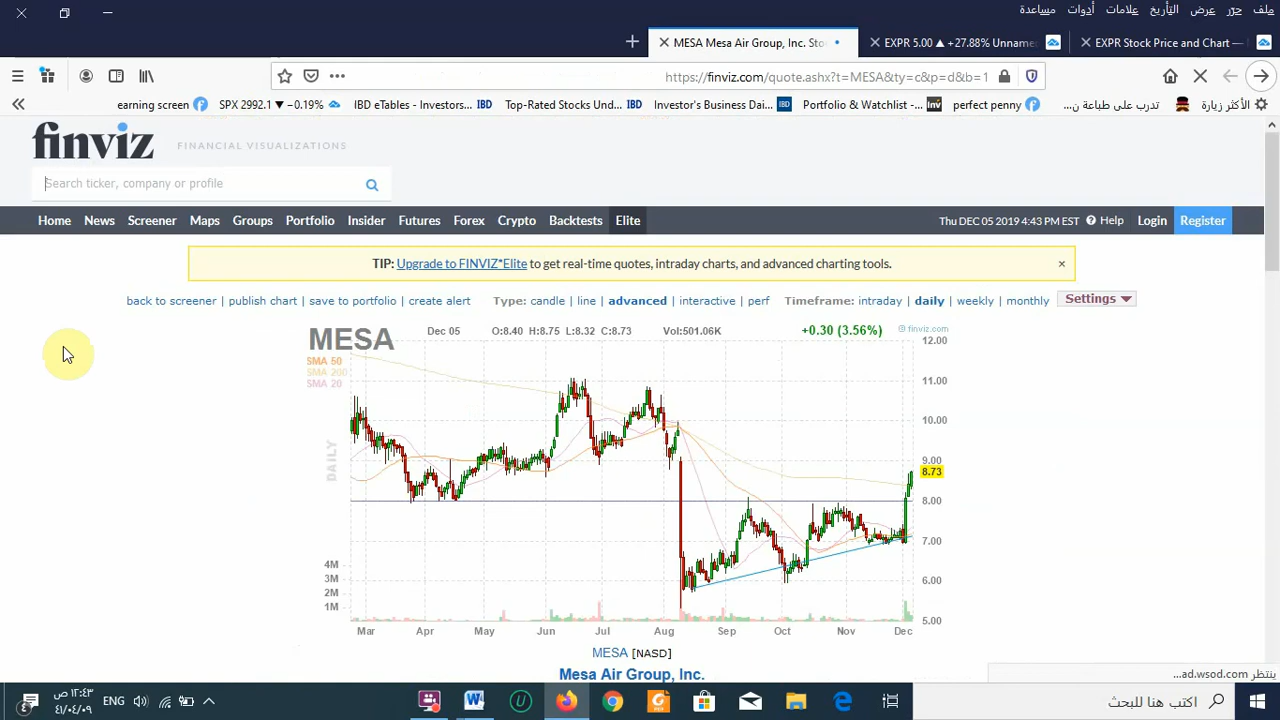 ملف حرّر عرض التأريخ علامات أدوات مساعدة
MESA Mesa Air Group, Inc. Sto
EXPR 5.00 ▲ +27.88% Unname
EXPR Stock Price and Chart —
https://finviz.com/quote.ashx?t=MESA&ty=c&p=d&b=1
earning screen
SPX 2992.1 ▼ −0.19%
IBD eTables - Investors...
Top-Rated Stocks Und...
Investor's Business Dai...
Portfolio & Watchlist -...
perfect penny
تدرب على طباعة ن...
الأكثر زيارة
finviz FINANCIAL VISUALIZATIONS
Search ticker, company or profile
Home News Screener Maps Groups Portfolio Insider Futures Forex Crypto Backtests Elite
Thu DEC 05 2019 4:43 PM EST Help Login Register
TIP: Upgrade to FINVIZ*Elite to get real-time quotes, intraday charts, and advanced charting tools. ×
back to screener | publish chart | save to portfolio | create alert
Type: candle | line | advanced | interactive | perf
Timeframe: intraday | daily | weekly | monthly
Settings
MESA
Dec 05 O:8.40 H:8.75 L:8.32 C:8.73 Vol:501.06K +0.30 (3.56%) © finviz.com
SMA 50
SMA 200
SMA 20
DAILY
12.00
11.00
10.00
9.00
8.73
8.00
7.00
6.00
5.00
4M
3M
2M
1M
Mar Apr May Jun Jul Aug Sep Oct Nov Dec
MESA [NASD]
Mesa Air Group, Inc.
ينتظر ad.wsod.com...
١٢:٤٣ ص
٤١/٠٤/٠٩
ENG
اكتب هنا للبحث